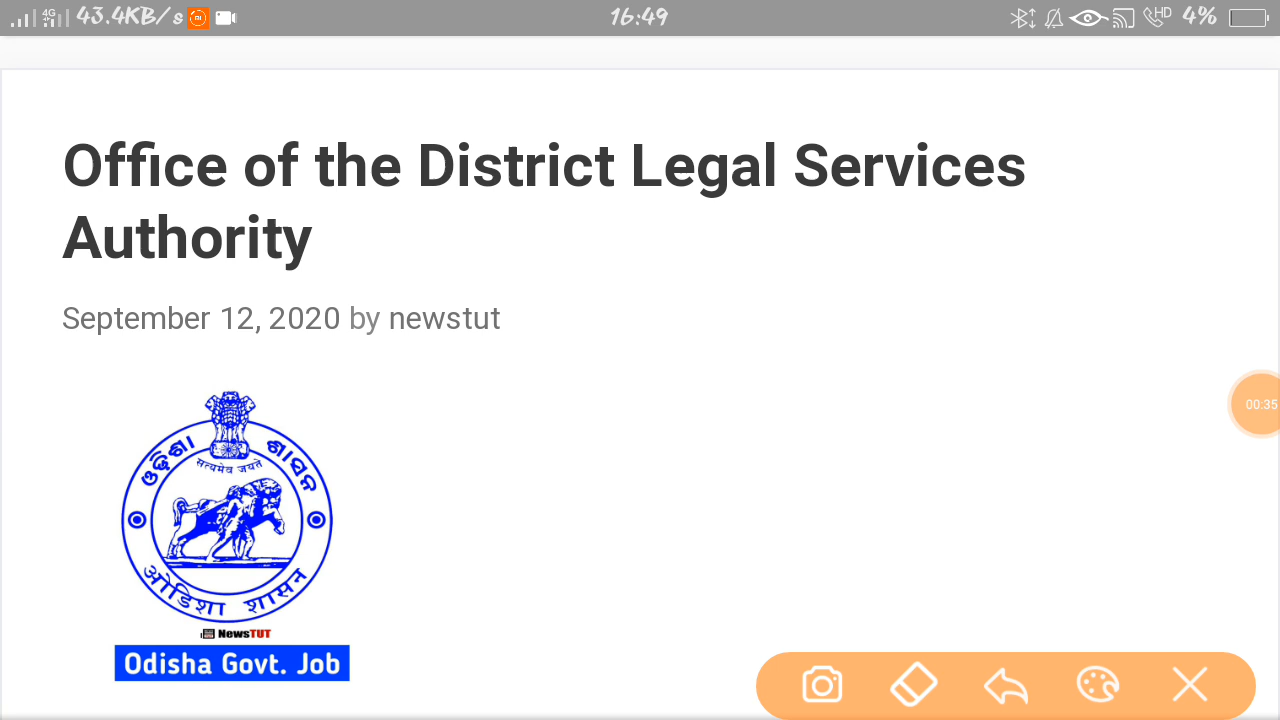 4G 43.4KB/s 16:49 HD 4%
Office of the District Legal Services
Authority
September 12, 2020 by newstut
00:35
ଓଡ଼ିଶା ଶାସନ
सत्यमेव जयते
ओडिशा शासन
NewsTUT
Odisha Govt. Job